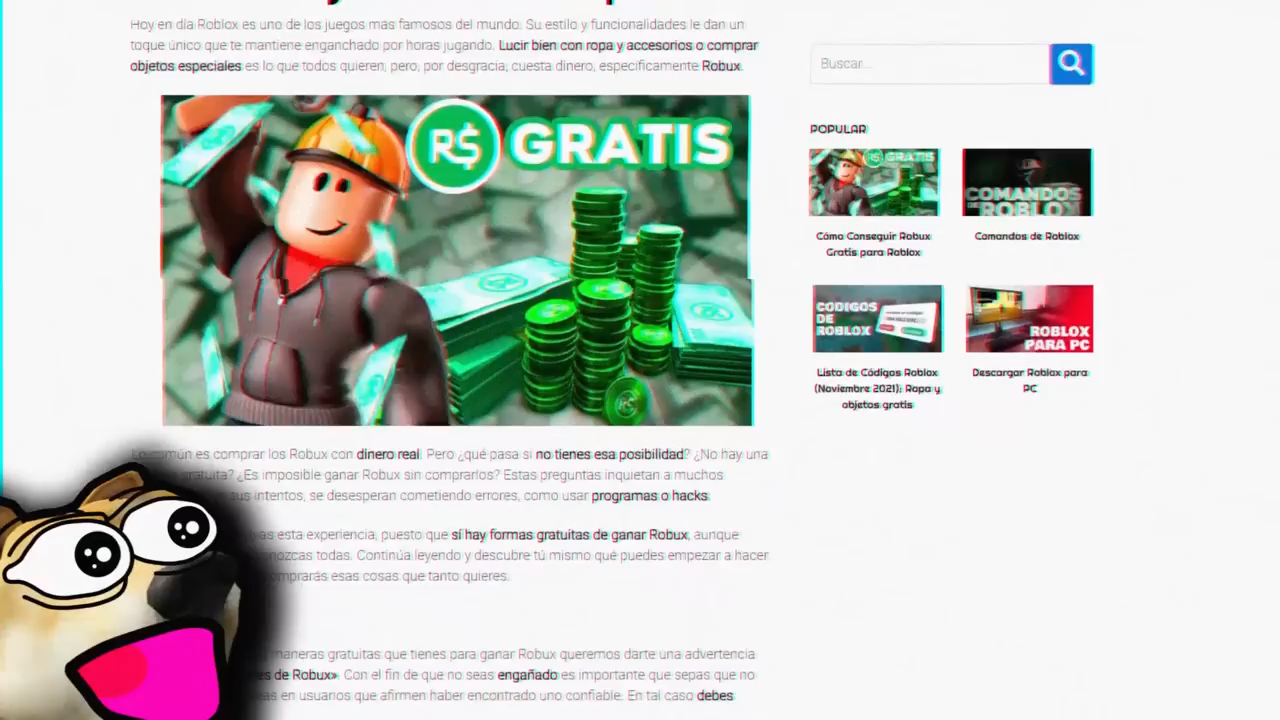 Hoy en día Roblox es uno de los juegos más famosos del mundo. Su estilo y funcionalidades le dan un
toque único que te mantiene enganchado por horas jugando. Lucir bien con ropa y accesorios o comprar
objetos especiales es lo que todos quieren, pero, por desgracia, cuesta dinero, específicamente Robux.
R$ GRATIS
común es comprar los Robux con dinero real. Pero ¿qué pasa si no tienes esa posibilidad? ¿No hay una
gratuita? ¿Es imposible ganar Robux sin comprarlos? Estas preguntas inquietan a muchos
sus intentos, se desesperan cometiendo errores, como usar programas o hacks.
esta experiencia, puesto que sí hay formas gratuitas de ganar Robux, aunque
todas. Continúa leyendo y descubre tú mismo qué puedes empezar a hacer
esas cosas que tanto quieres.
maneras gratuitas que tienes para ganar Robux queremos darte una advertencia
de Robux». Con el fin de que no seas engañado es importante que sepas que no
en usuarios que afirmen haber encontrado uno confiable. En tal caso debes
Buscar...
POPULAR
R$ GRATIS
Cómo Conseguir Robux
Gratis para Roblox
COMANDOS
DE ROBLOX
Comandos de Roblox
CODIGOS
DE
ROBLOX
Lista de Códigos Roblox
(Noviembre 2021): Ropa y
objetos gratis
ROBLOX
PARA PC
Descargar Roblox para
PC